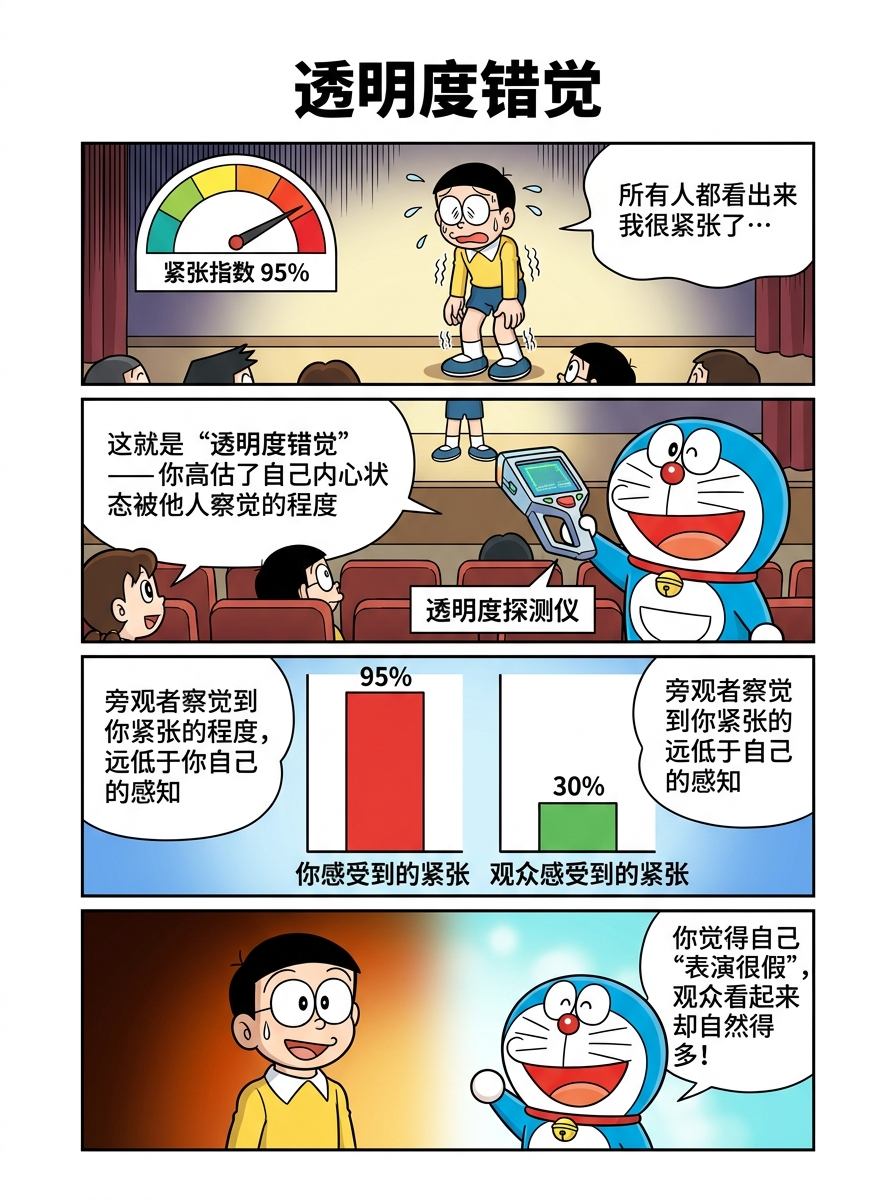 透明度错觉
紧张指数 95%
所有人都看出来
我很紧张了…
这就是“透明度错觉”
——你高估了自己内心状
态被他人察觉的程度
透明度探测仪
旁观者察觉到
你紧张的程度，
远低于你自己
的感知
95%
你感受到的紧张
30%
观众感受到的紧张
旁观者察觉
到你紧张的
远低于自己
的感知
你觉得自己
“表演很假”，
观众看起来
却自然得
多！